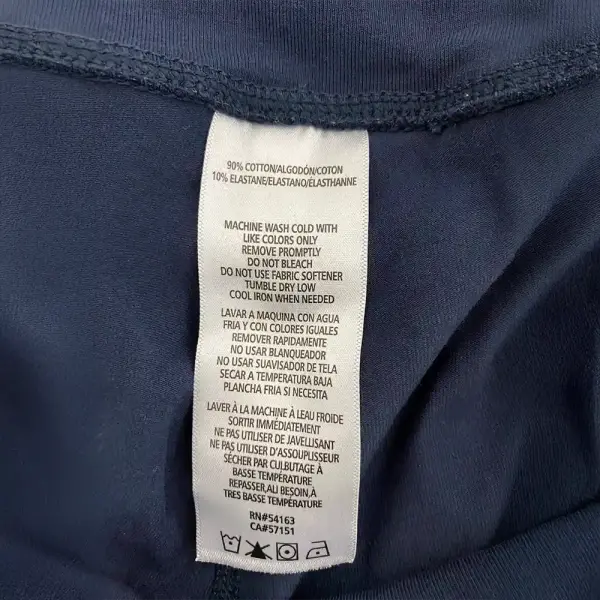 90% COTTON/ALGODÓN/COTON
10% ELASTANE/ELASTANO/ÉLASTHANNE
MACHINE WASH COLD WITH
LIKE COLORS ONLY
REMOVE PROMPTLY
DO NOT BLEACH
DO NOT USE FABRIC SOFTENER
TUMBLE DRY LOW
COOL IRON WHEN NEEDED
LAVAR A MAQUINA CON AGUA
FRIA Y CON COLORES IGUALES
REMOVER RAPIDAMENTE
NO USAR BLANQUEADOR
NO USAR SUAVISADOR DE TELA
SECAR A TEMPERATURA BAJA
PLANCHA FRIA SI NECESITA
LAVER À LA MACHINE À LEAU FROIDE
SORTIR IMMÉDIATEMENT
NE PAS UTILISER DE JAVELLISANT
NE PAS UTILISER D'ASSOUPLISSEUR
SÉCHER PAR CULBUTAGE À
BASSE TEMPÉRATURE
REPASSER,AU BESOIN,À
TRES BASSE TEMPÉRATURE
RN#54163
CA#57151